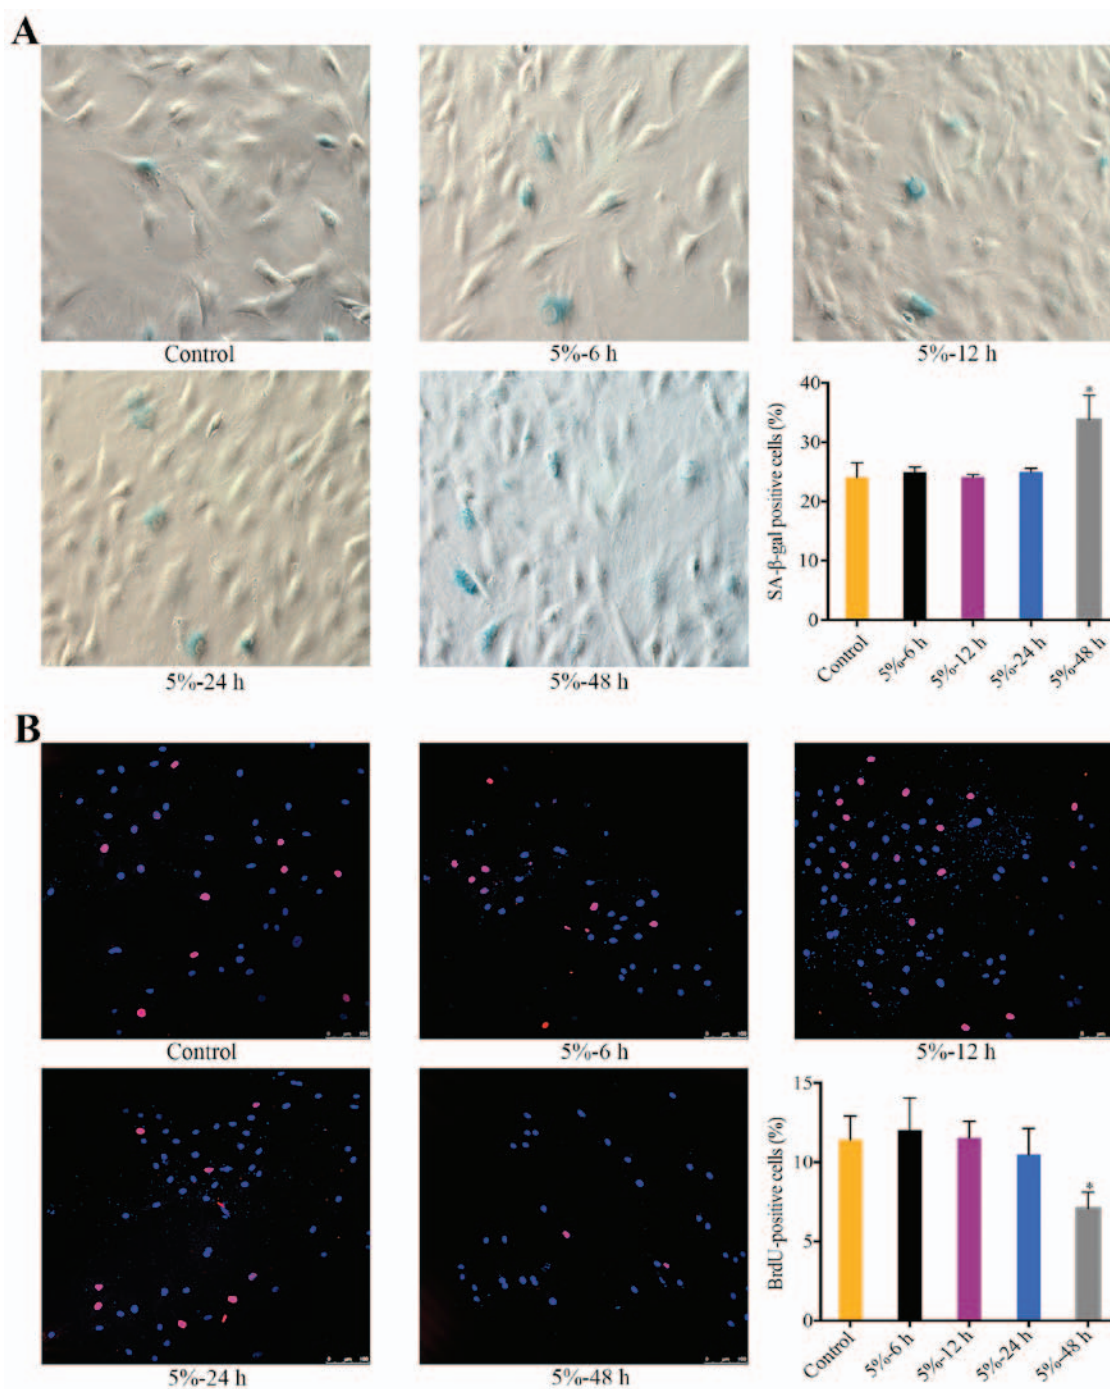 A
Control
5%-6 h
5%-12 h
5%-24 h
5%-48 h
SA-β-gal positive cells (%)
40
30
20
10
0
*
Control
5%-6 h
5%-12 h
5%-24 h
5%-48 h
B
Control
5%-6 h
5%-12 h
5%-24 h
5%-48 h
BrdU-positive cells (%)
15
10
5
0
*
Control
5%-6 h
5%-12 h
5%-24 h
5%-48 h